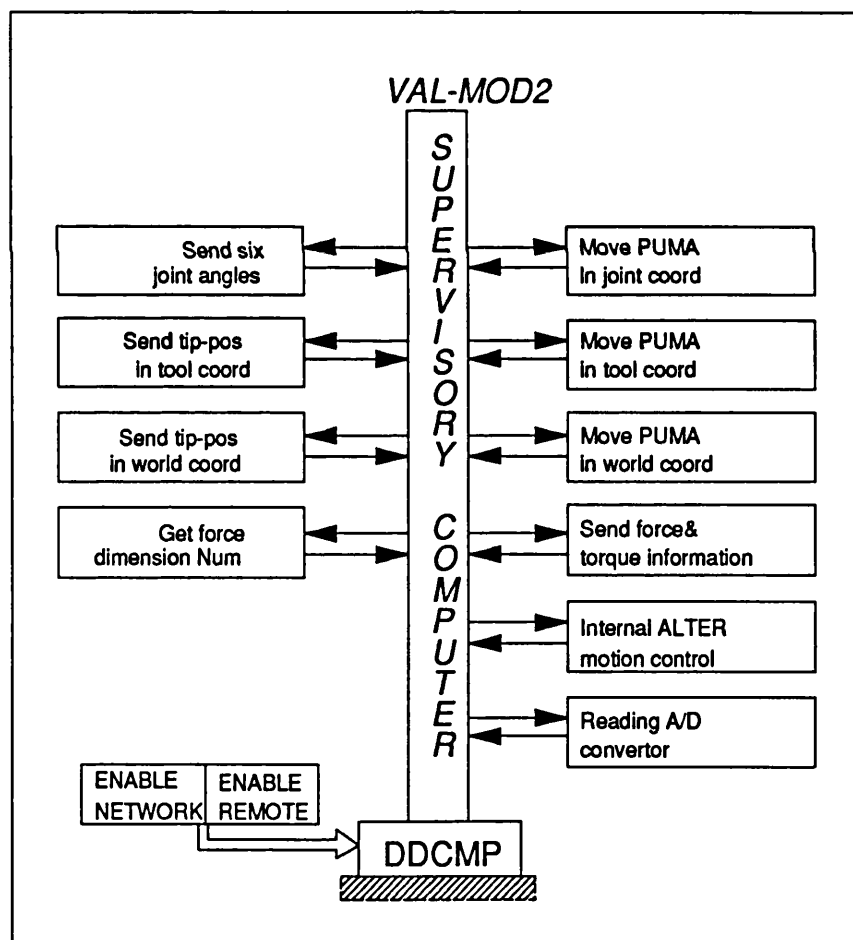 VAL-MOD2
SUPERVISORY COMPUTER
Send six
joint angles
Send tip-pos
in tool coord
Send tip-pos
in world coord
Get force
dimension Num
Move PUMA
In joint coord
Move PUMA
in tool coord
Move PUMA
in world coord
Send force&
torque information
Internal ALTER
motion control
Reading A/D
convertor
ENABLE
NETWORK
ENABLE
REMOTE
DDCMP